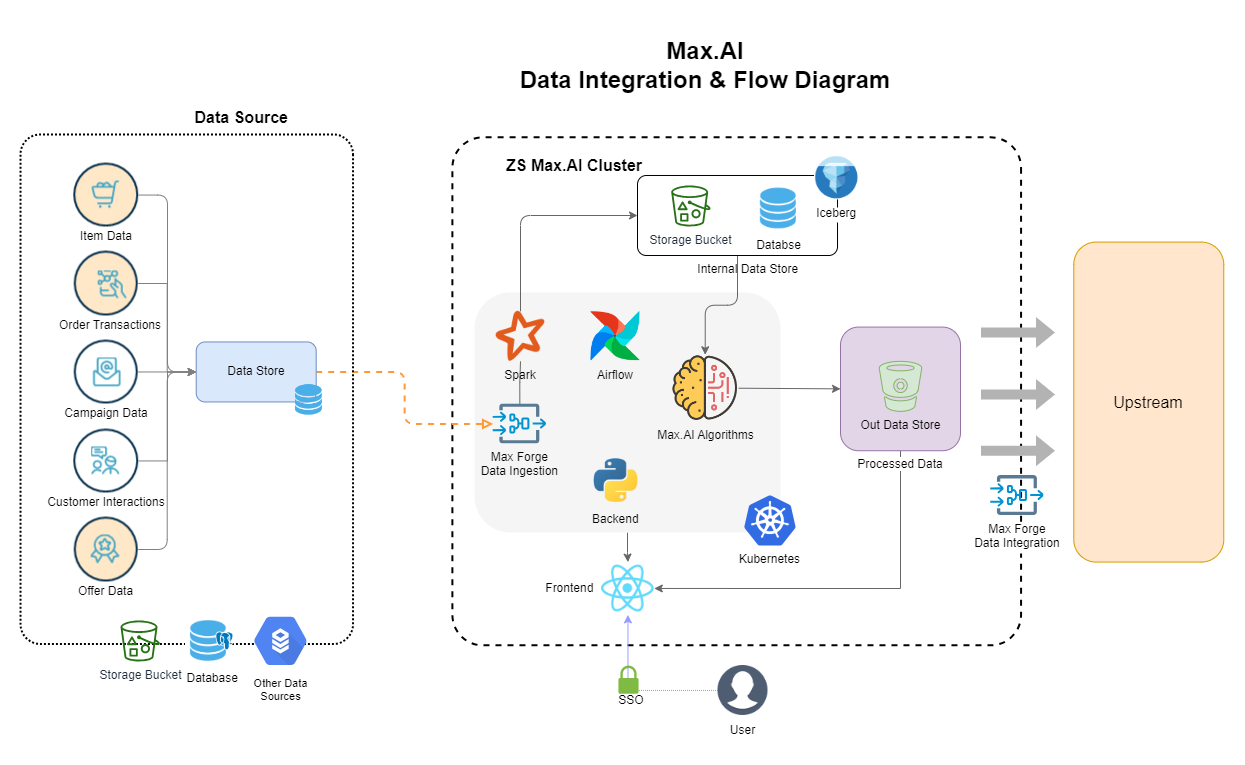 Max.AI
Data Integration & Flow Diagram
Data Source
Item Data
Order Transactions
Campaign Data
Customer Interactions
Offer Data
Data Store
Storage Bucket
Database
Other Data
Sources
ZS Max.AI Cluster
Storage Bucket
Databse
Iceberg
Internal Data Store
Spark
Airflow
Max.AI Algorithms
Max Forge
Data Ingestion
Backend
Kubernetes
Frontend
Out Data Store
Processed Data
Max Forge
Data Integration
Upstream
SSO
User